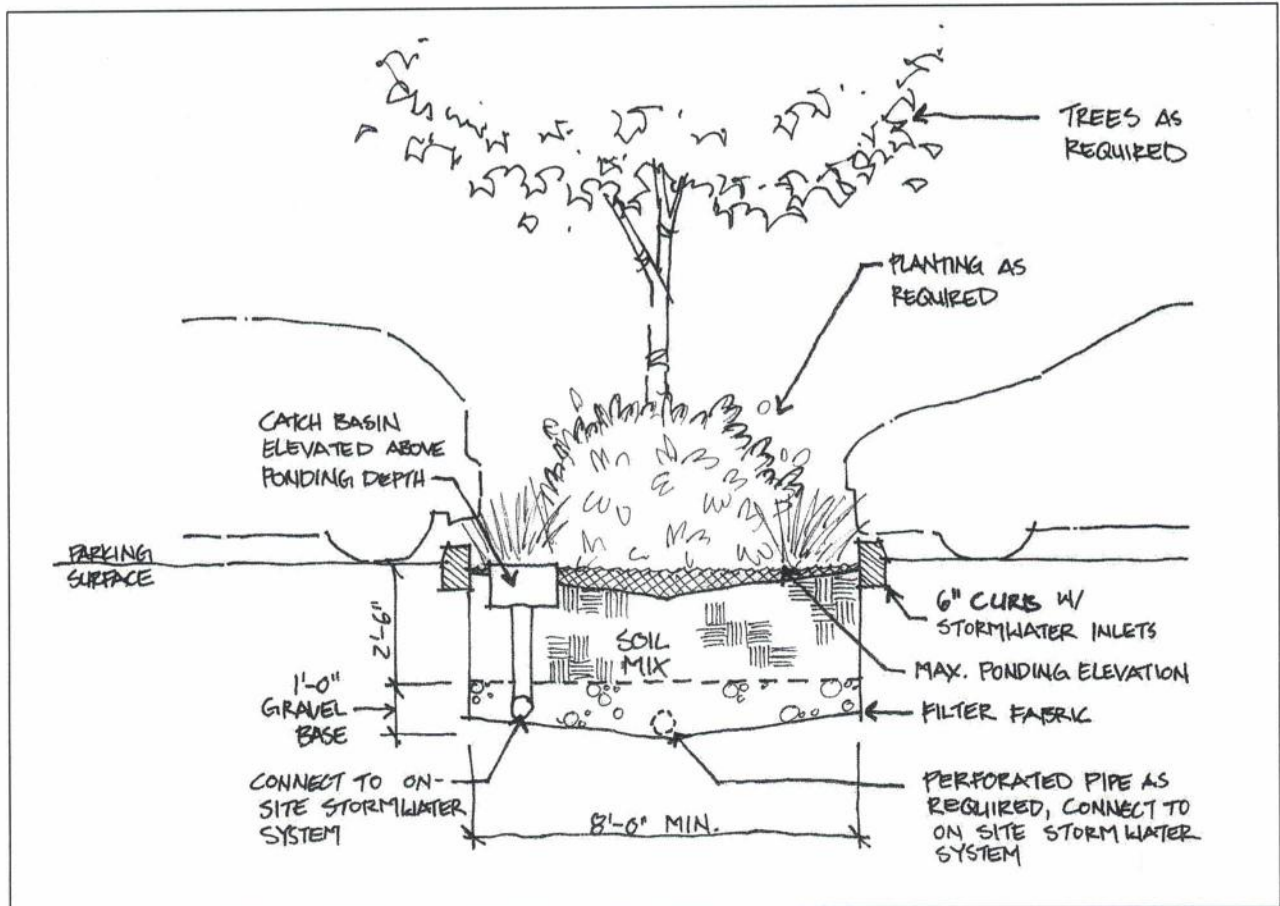 TREES AS
REQUIRED
PLANTING AS
REQUIRED
CATCH BASIN
ELEVATED ABOVE
PONDING DEPTH
PARKING
SURFACE
2'-6"
1'-0"
GRAVEL
BASE
SOIL
MIX
6" CURB W/
STORMWATER INLETS
MAX. PONDING ELEVATION
FILTER FABRIC
CONNECT TO ON-
SITE STORMWATER
SYSTEM
8'-0" MIN.
PERFORATED PIPE AS
REQUIRED, CONNECT TO
ON SITE STORM WATER
SYSTEM